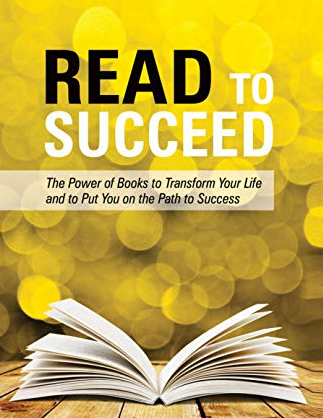 READ TO
SUCCEED
The Power of Books to Transform Your Life
and to Put You on the Path to Success